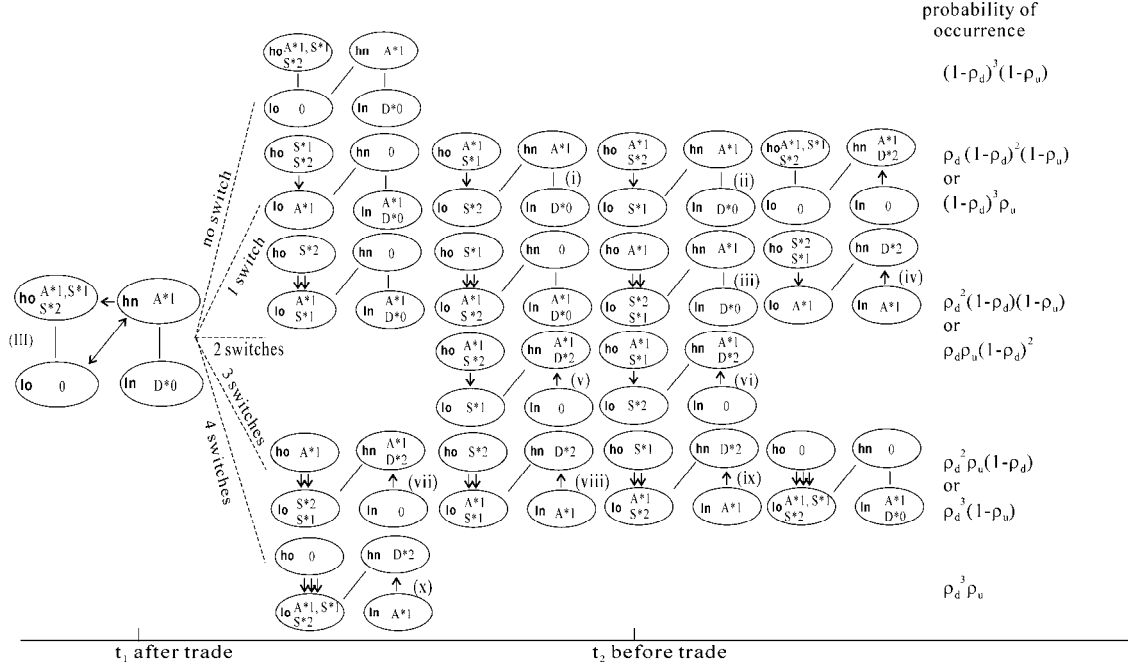 probability of
occurrence
ho A*1, S*1
S*2
hn A*1
(1-ρd)³(1-ρu)
lo 0
ln D*0
ho S*1
S*2
hn 0
ho A*1
S*1
hn A*1
ho A*1
S*2
hn A*1
ho A*1, S*1
S*2
hn A*1
D*2
ρd(1-ρd)²(1-ρu)
or
(1-ρd)³ρu
(i)
(ii)
lo A*1
ln A*1
D*0
lo S*2
ln D*0
lo S*1
ln D*0
lo 0
ln 0
no switch
1 switch
ho S*2
hn 0
ho S*1
hn 0
ho A*1
hn A*1
ho S*2
S*1
hn D*2
(iii)
(iv)
lo A*1
S*1
ln A*1
D*0
lo A*1
S*2
ln A*1
D*0
lo S*2
S*1
ln D*0
lo A*1
ln A*1
ρd²(1-ρd)(1-ρu)
or
ρdρu(1-ρd)²
ho A*1, S*1
S*2
hn A*1
(III)
lo 0
ln D*0
2 switches
3 switches
4 switches
ho A*1
S*2
hn A*1
D*2
ho A*1
S*1
hn A*1
D*2
(v)
(vi)
lo S*1
ln 0
lo S*2
ln 0
ho A*1
hn A*1
D*2
ho S*2
hn D*2
ho S*1
hn D*2
ho 0
hn 0
ρd²ρu(1-ρd)
or
ρd³(1-ρu)
(vii)
(viii)
(ix)
lo S*2
S*1
ln 0
lo A*1
S*1
ln A*1
lo A*1
S*2
ln A*1
lo A*1, S*1
S*2
ln A*1
D*0
ho 0
hn D*2
(x)
ρd³ρu
lo A*1, S*1
S*2
ln A*1
t₁ after trade
t₂ before trade